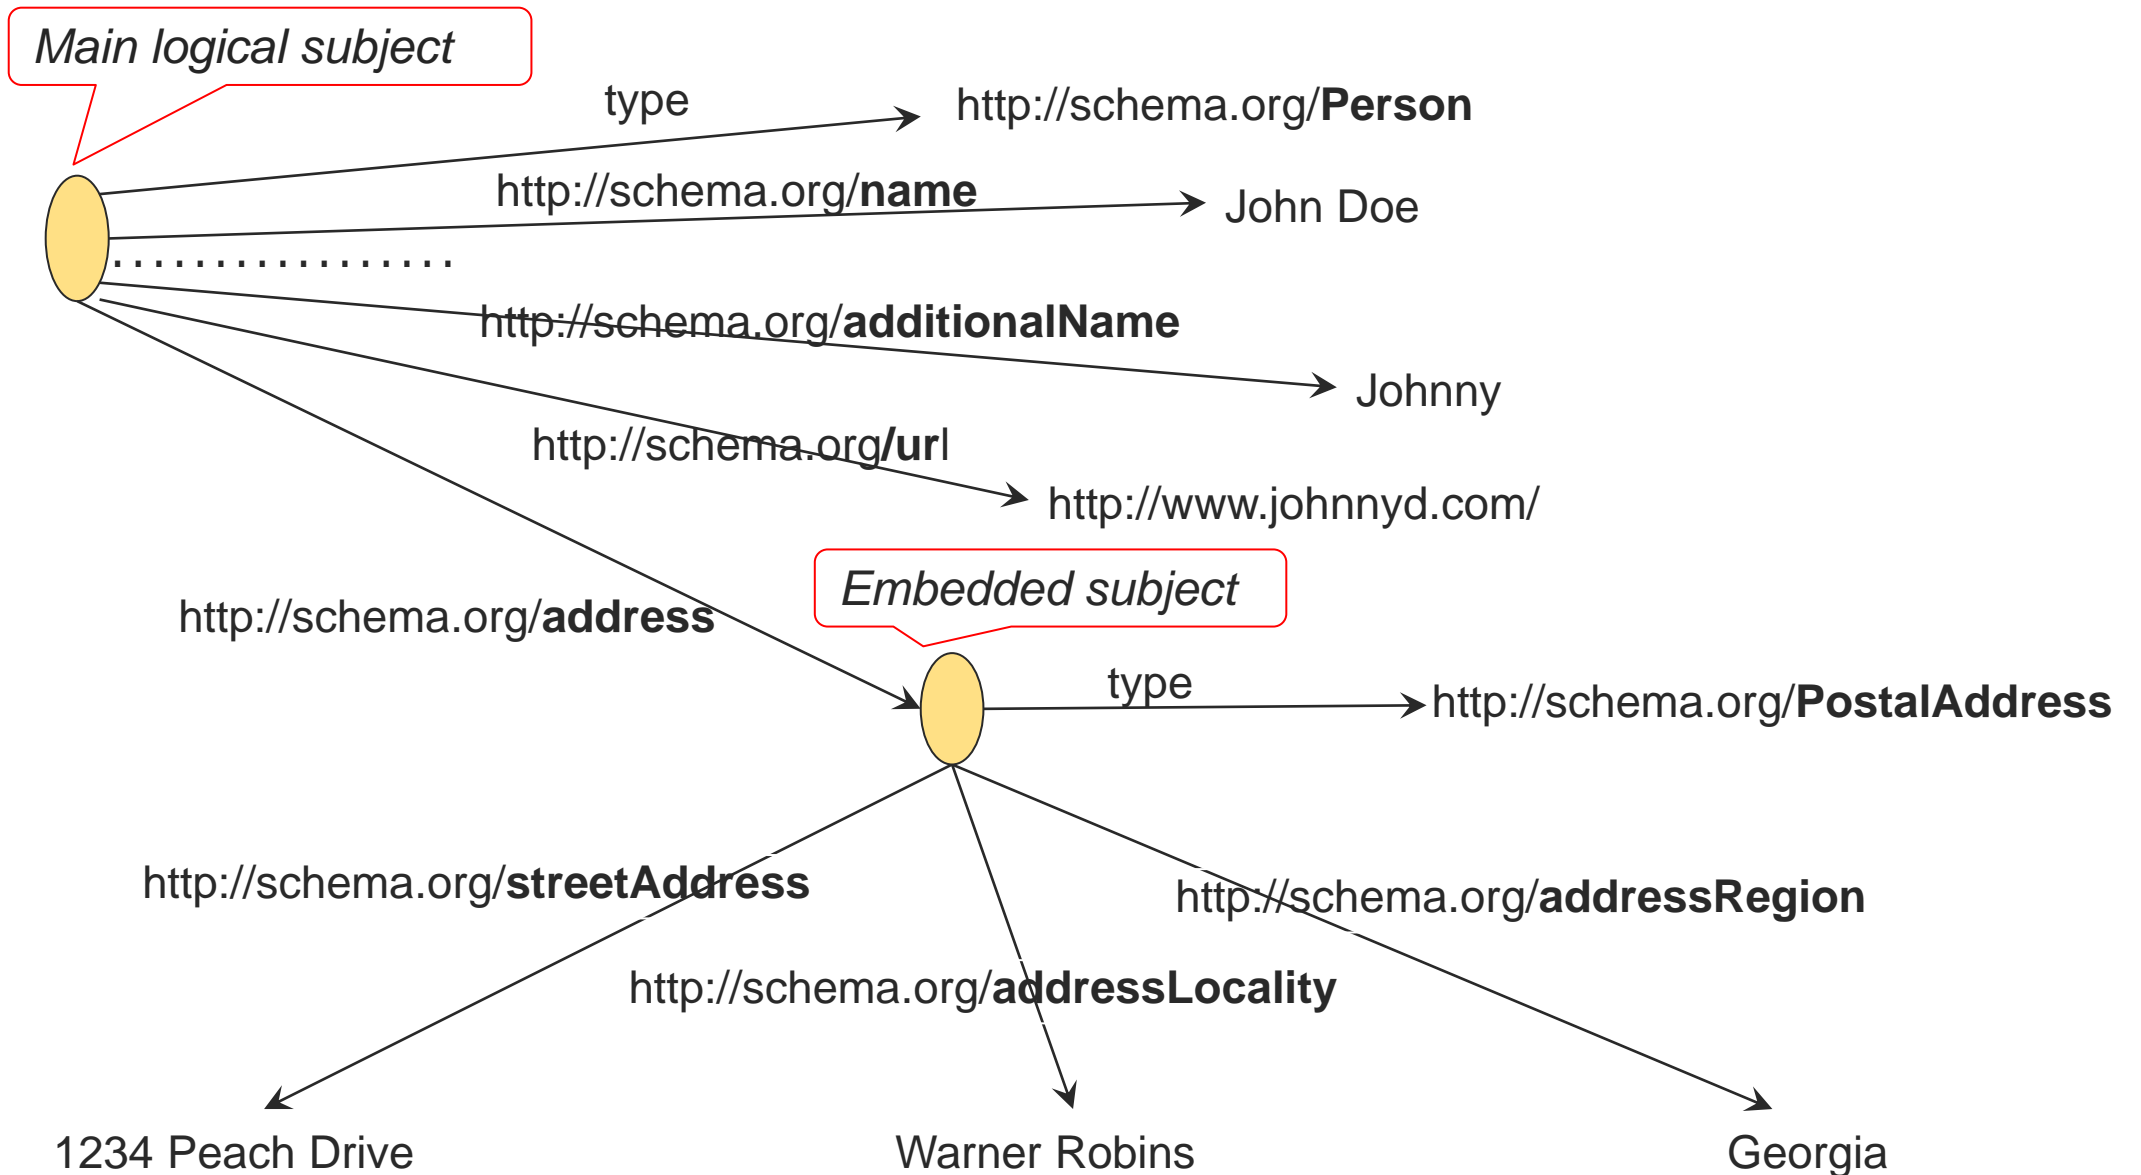 Main logical subject
type
http://schema.org/Person
http://schema.org/name
John Doe
.................
http://schema.org/additionalName
Johnny
http://schema.org/url
http://www.johnnyd.com/
Embedded subject
http://schema.org/address
type
http://schema.org/PostalAddress
http://schema.org/streetAddress
http://schema.org/addressRegion
http://schema.org/addressLocality
1234 Peach Drive
Warner Robins
Georgia